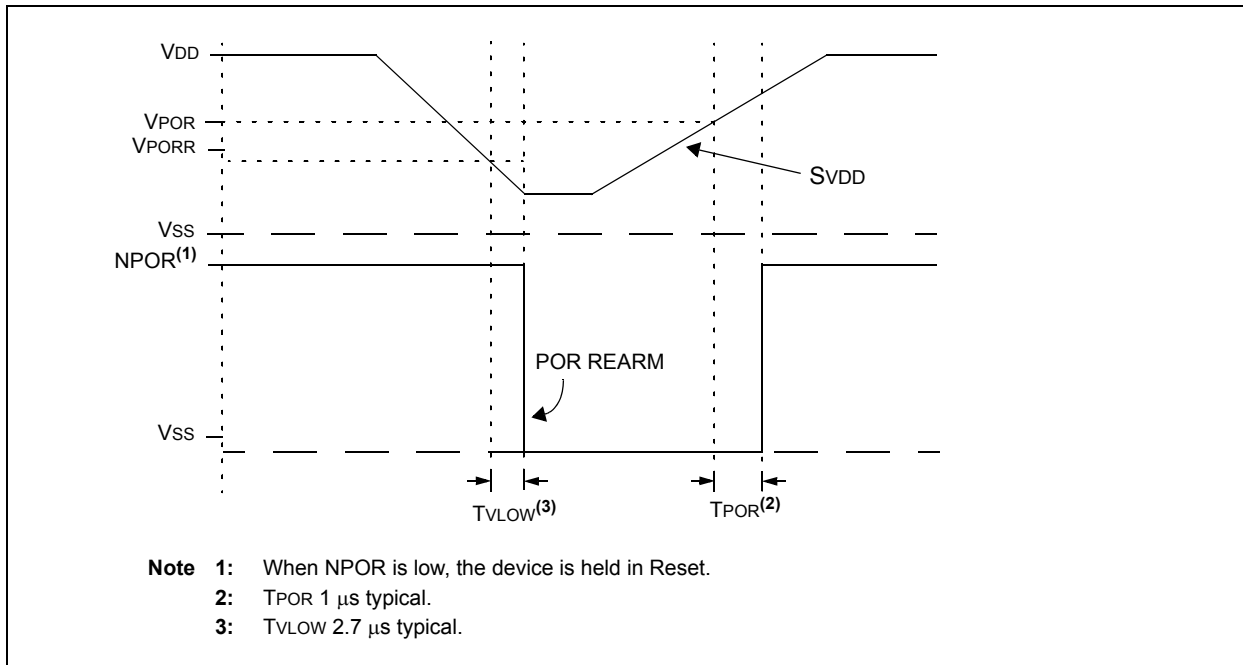 VDD
VPOR
VPORR
SVDD
VSS
NPOR(1)
POR REARM
VSS
TVLOW(3)
TPOR(2)
Note 1: When NPOR is low, the device is held in Reset.
2: TPOR 1 μs typical.
3: TVLOW 2.7 μs typical.